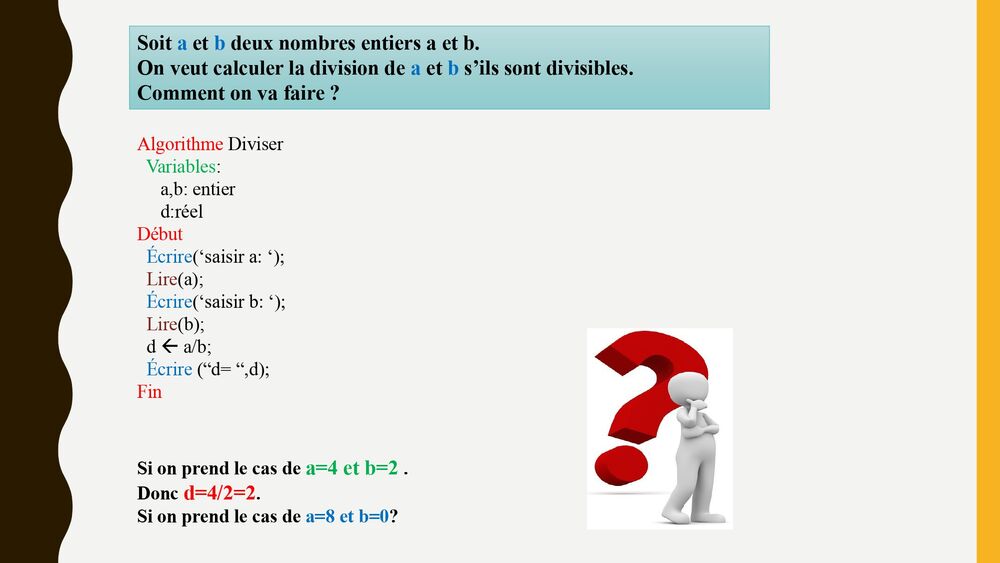 Soit a et b deux nombres entiers a et b.
On veut calculer la division de a et b s’ils sont divisibles.
Comment on va faire ?
Algorithme Diviser
Variables:
a,b: entier
d:réel
Début
Écrire(‘saisir a: ‘);
Lire(a);
Écrire(‘saisir b: ‘);
Lire(b);
d ← a/b;
Écrire (“d= “,d);
Fin
Si on prend le cas de a=4 et b=2 .
Donc d=4/2=2.
Si on prend le cas de a=8 et b=0?